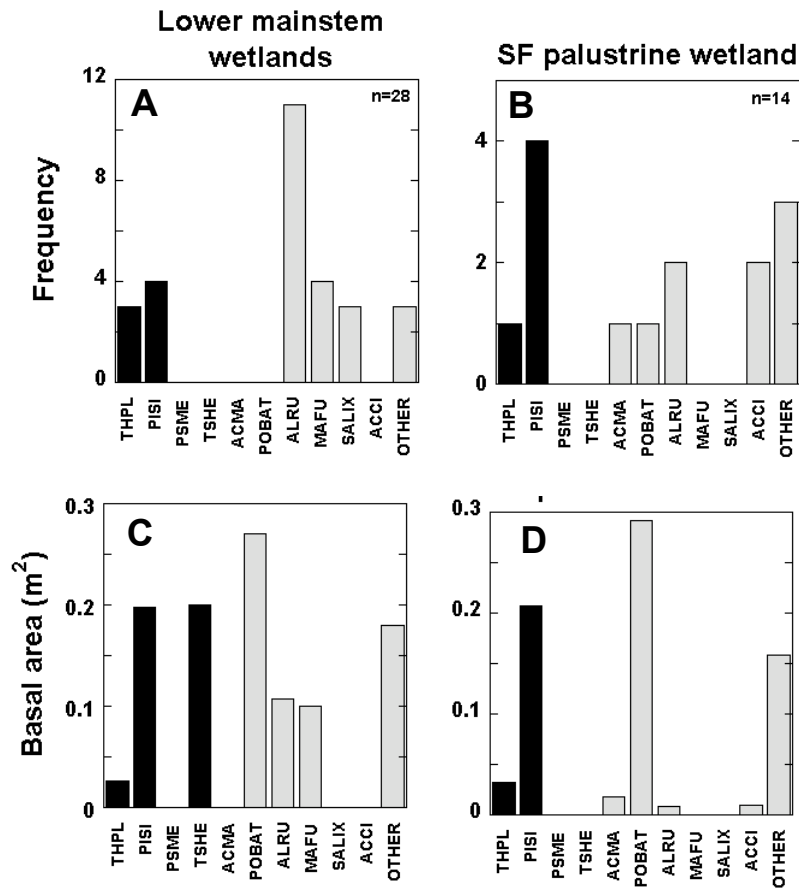 Lower mainstem
wetlands
SF palustrine wetland
12
A
n=28
8
4
0
Frequency
THPL
PISI
PSME
TSHE
ACMA
POBAT
ALRU
MAFU
SALIX
ACCI
OTHER
B
n=14
4
2
0
THPL
PISI
PSME
TSHE
ACMA
POBAT
ALRU
MAFU
SALIX
ACCI
OTHER
0.3
C
0.2
0.1
0
Basal area (m²)
THPL
PISI
PSME
TSHE
ACMA
POBAT
ALRU
MAFU
SALIX
ACCI
OTHER
0.3
D
0.2
0.1
0
THPL
PISI
PSME
TSHE
ACMA
POBAT
ALRU
MAFU
SALIX
ACCI
OTHER